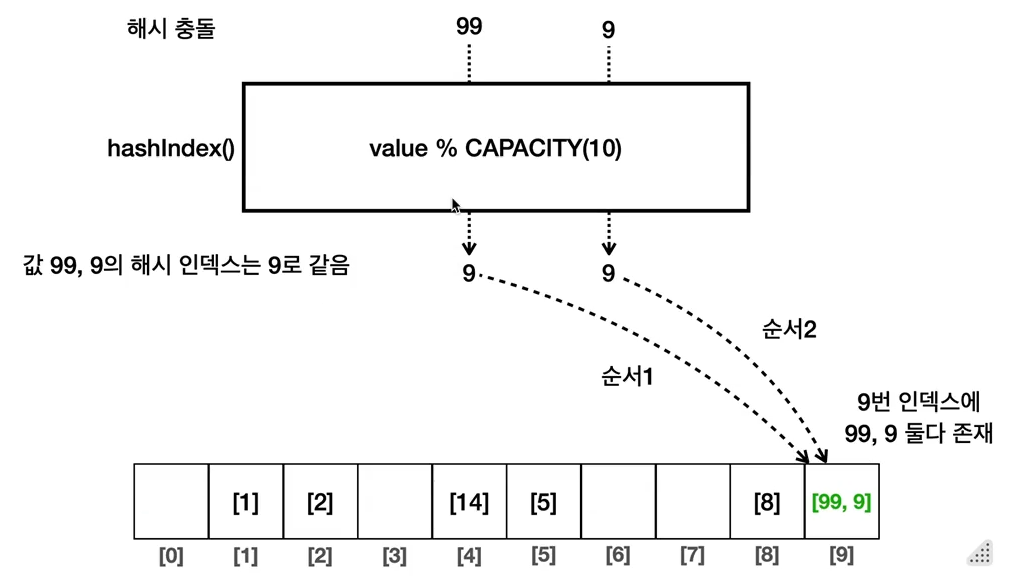 해시 충돌
99 9
hashIndex()
value % CAPACITY(10)
값 99, 9의 해시 인덱스는 9로 같음
9 9
순서2
순서1
9번 인덱스에
99, 9 둘다 존재
[1] [2] [14] [5] [8] [99, 9]
[0] [1] [2] [3] [4] [5] [6] [7] [8] [9]